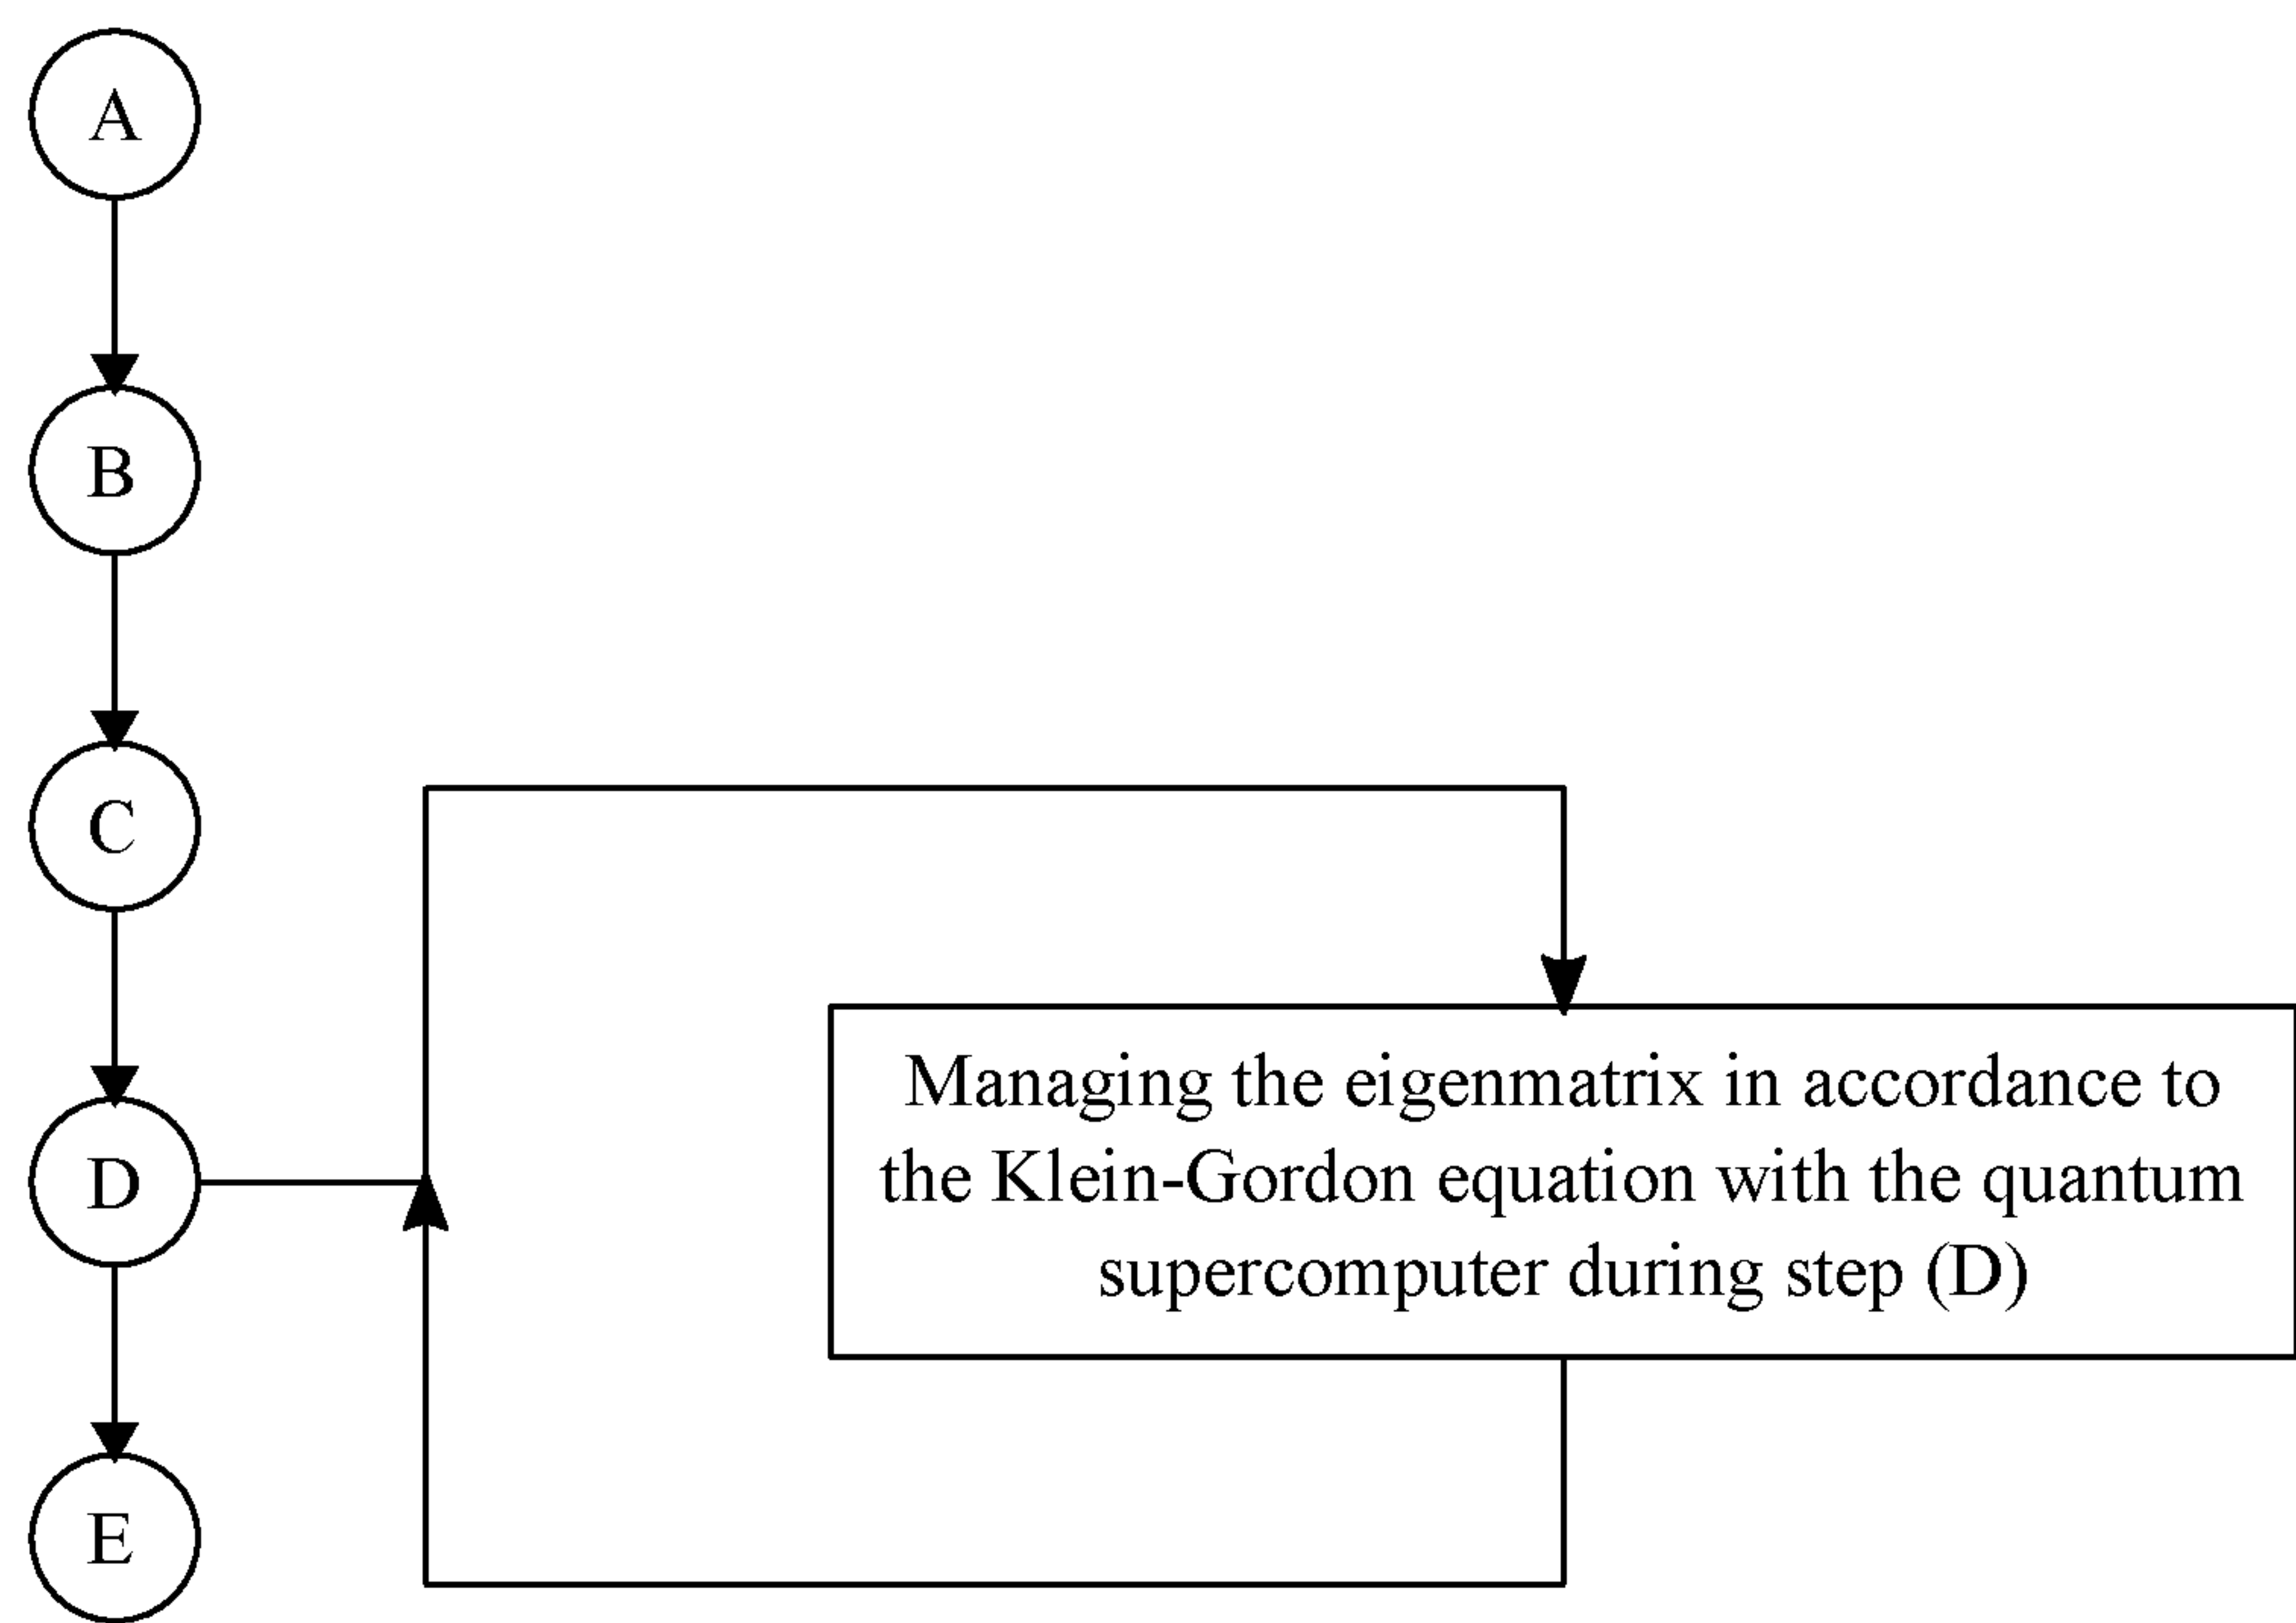 A
B
C
D
E
Managing the eigenmatrix in accordance to
the Klein-Gordon equation with the quantum
supercomputer during step (D)